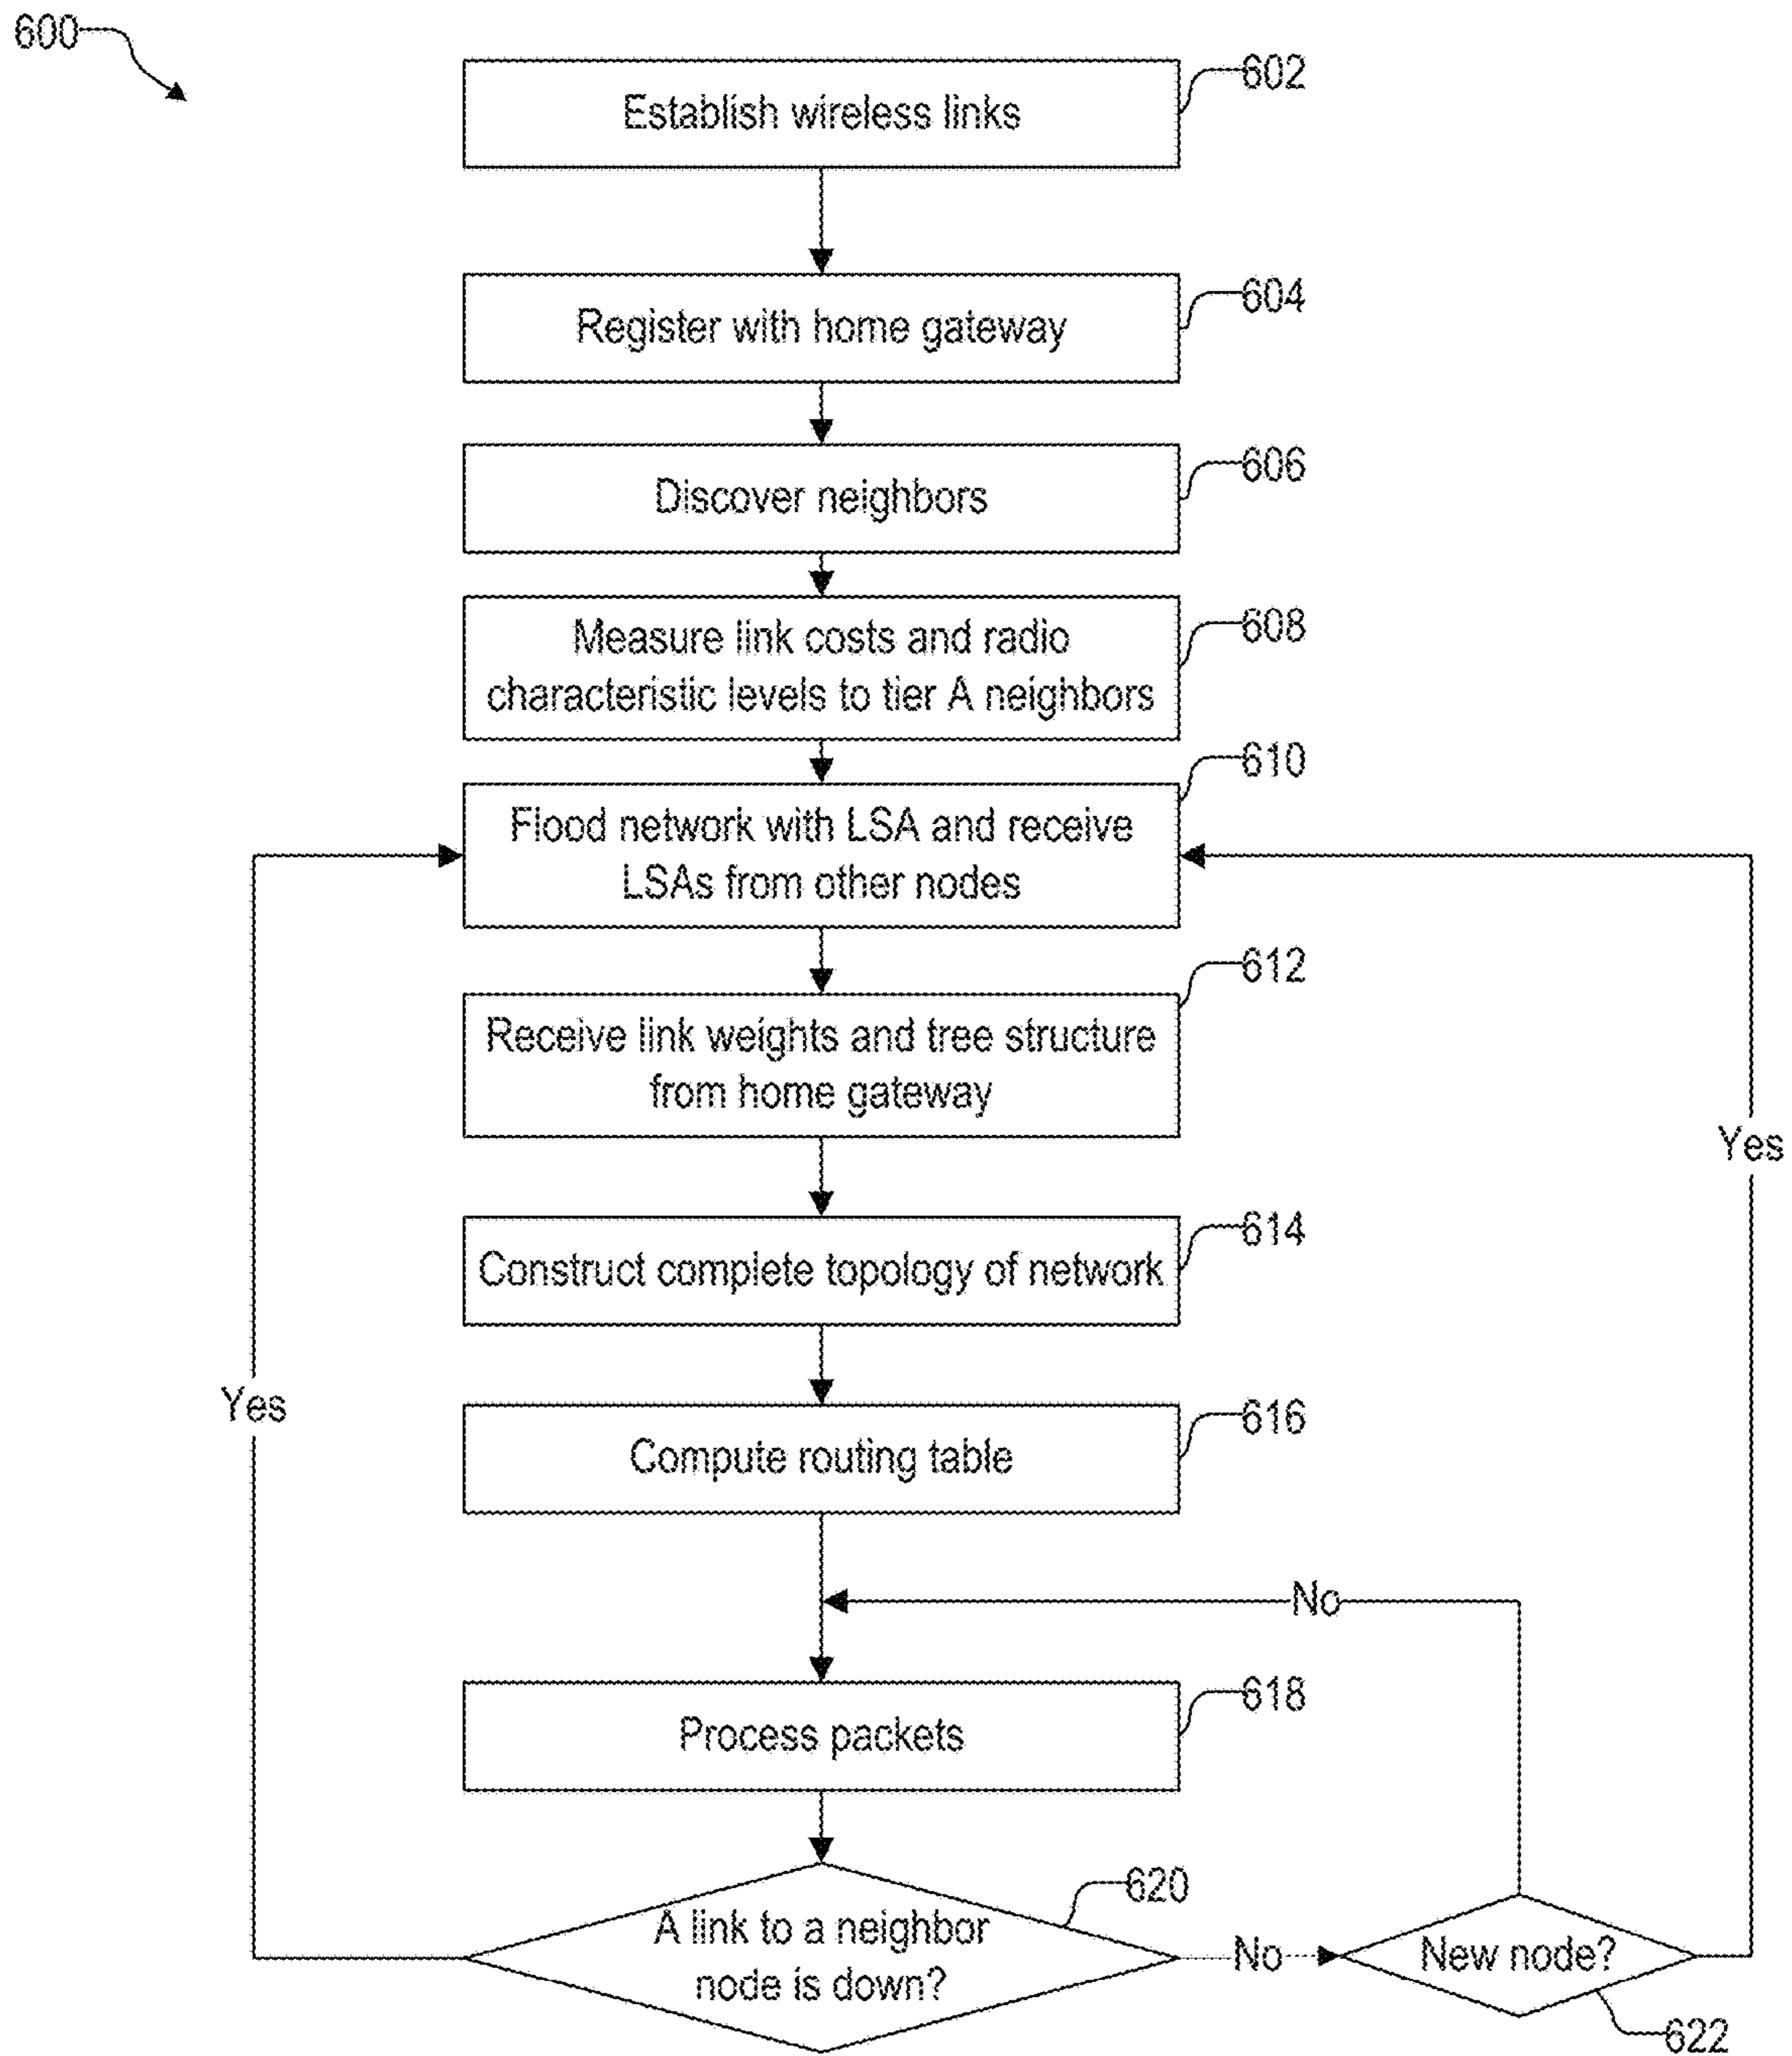 600
602
Establish wireless links
604
Register with home gateway
606
Discover neighbors
608
Measure link costs and radio
characteristic levels to tier A neighbors
610
Flood network with LSA and receive
LSAs from other nodes
612
Receive link weights and tree structure
from home gateway
Yes
614
Construct complete topology of network
Yes
616
Compute routing table
No
618
Process packets
620
A link to a neighbor
node is down?
No
New node?
622